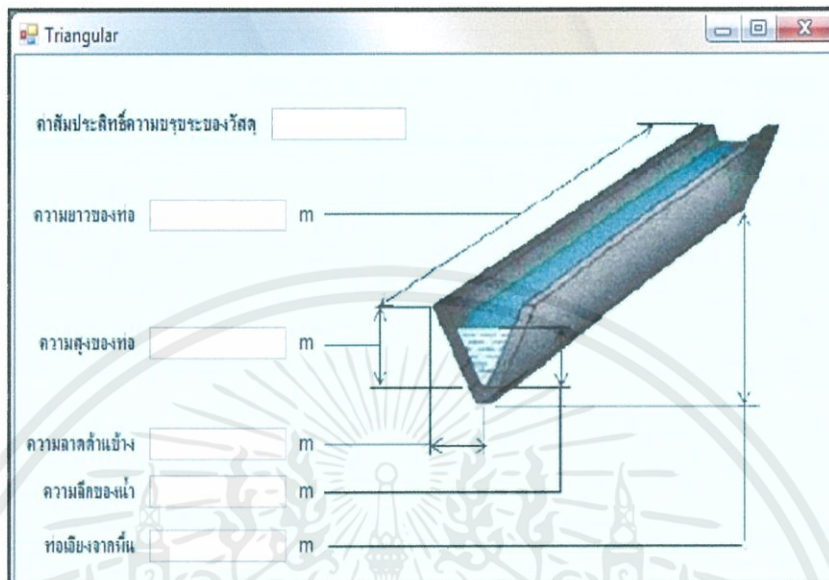 Triangular
ค่าสัมประสิทธิ์ความขรุขระของวัสดุ
ความยาวของท่อ m
ความสูงของท่อ m
ความลาดด้านข้าง m
ความลึกของน้ำ m
ท่อเอียงจากพื้น m